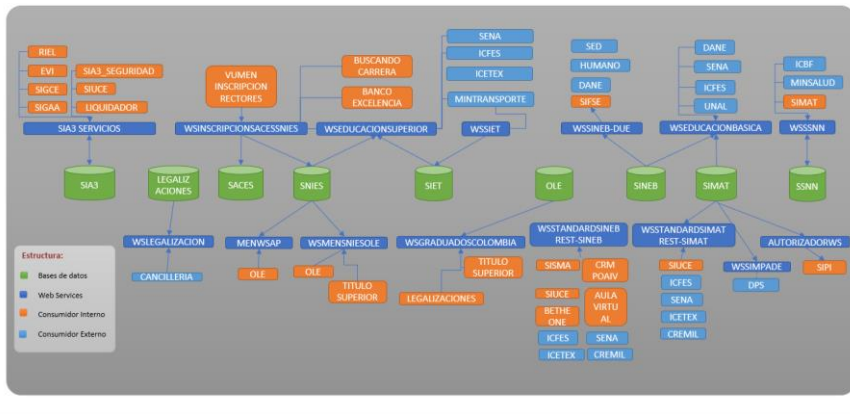 RIEL
EVI
SIGCE
SIGAA
SIA3_SEGURIDAD
SIUCE
LIQUIDADOR
SIA3 SERVICIOS
VUMEN
INSCRIPCION
RECTORES
BUSCANDO
CARRERA
BANCO
EXCELENCIA
WSINSCRIPCIONSACESSNIES
WSEDUCACIONSUPERIOR
SENA
ICFES
ICETEX
MINTRANSPORTE
WSSIET
SED
HUMANO
DANE
SIFSE
WSSINEB-DUE
DANE
SENA
ICFES
UNAL
WSEDUCACIONBASICA
ICBF
MINSALUD
SIMAT
WSSSNN
SIA3
LEGALIZ
ACIONES
SACES
SNIES
SIET
OLE
SINEB
SIMAT
SSNN
WSLEGALIZACION
CANCILLERIA
MENWSAP
OLE
WSMENSNIESOLE
OLE
TITULO
SUPERIOR
WSGRADUADOSCOLOMBIA
TITULO
SUPERIOR
LEGALIZACIONES
WSSTANDARDSINEB
REST-SINEB
SISMA
CRM
POAIV
SIUCE
AULA
VIRTU
AL
BETHE
ONE
ICFES
SENA
ICETEX
CREMIL
WSSTANDARDSIMAT
REST-SIMAT
SIUCE
ICFES
SENA
ICETEX
CREMIL
WSSIMPADE
DPS
AUTORIZADORWS
SIPI
Estructura:
Bases de datos
Web Services
Consumidor Interno
Consumidor Externo